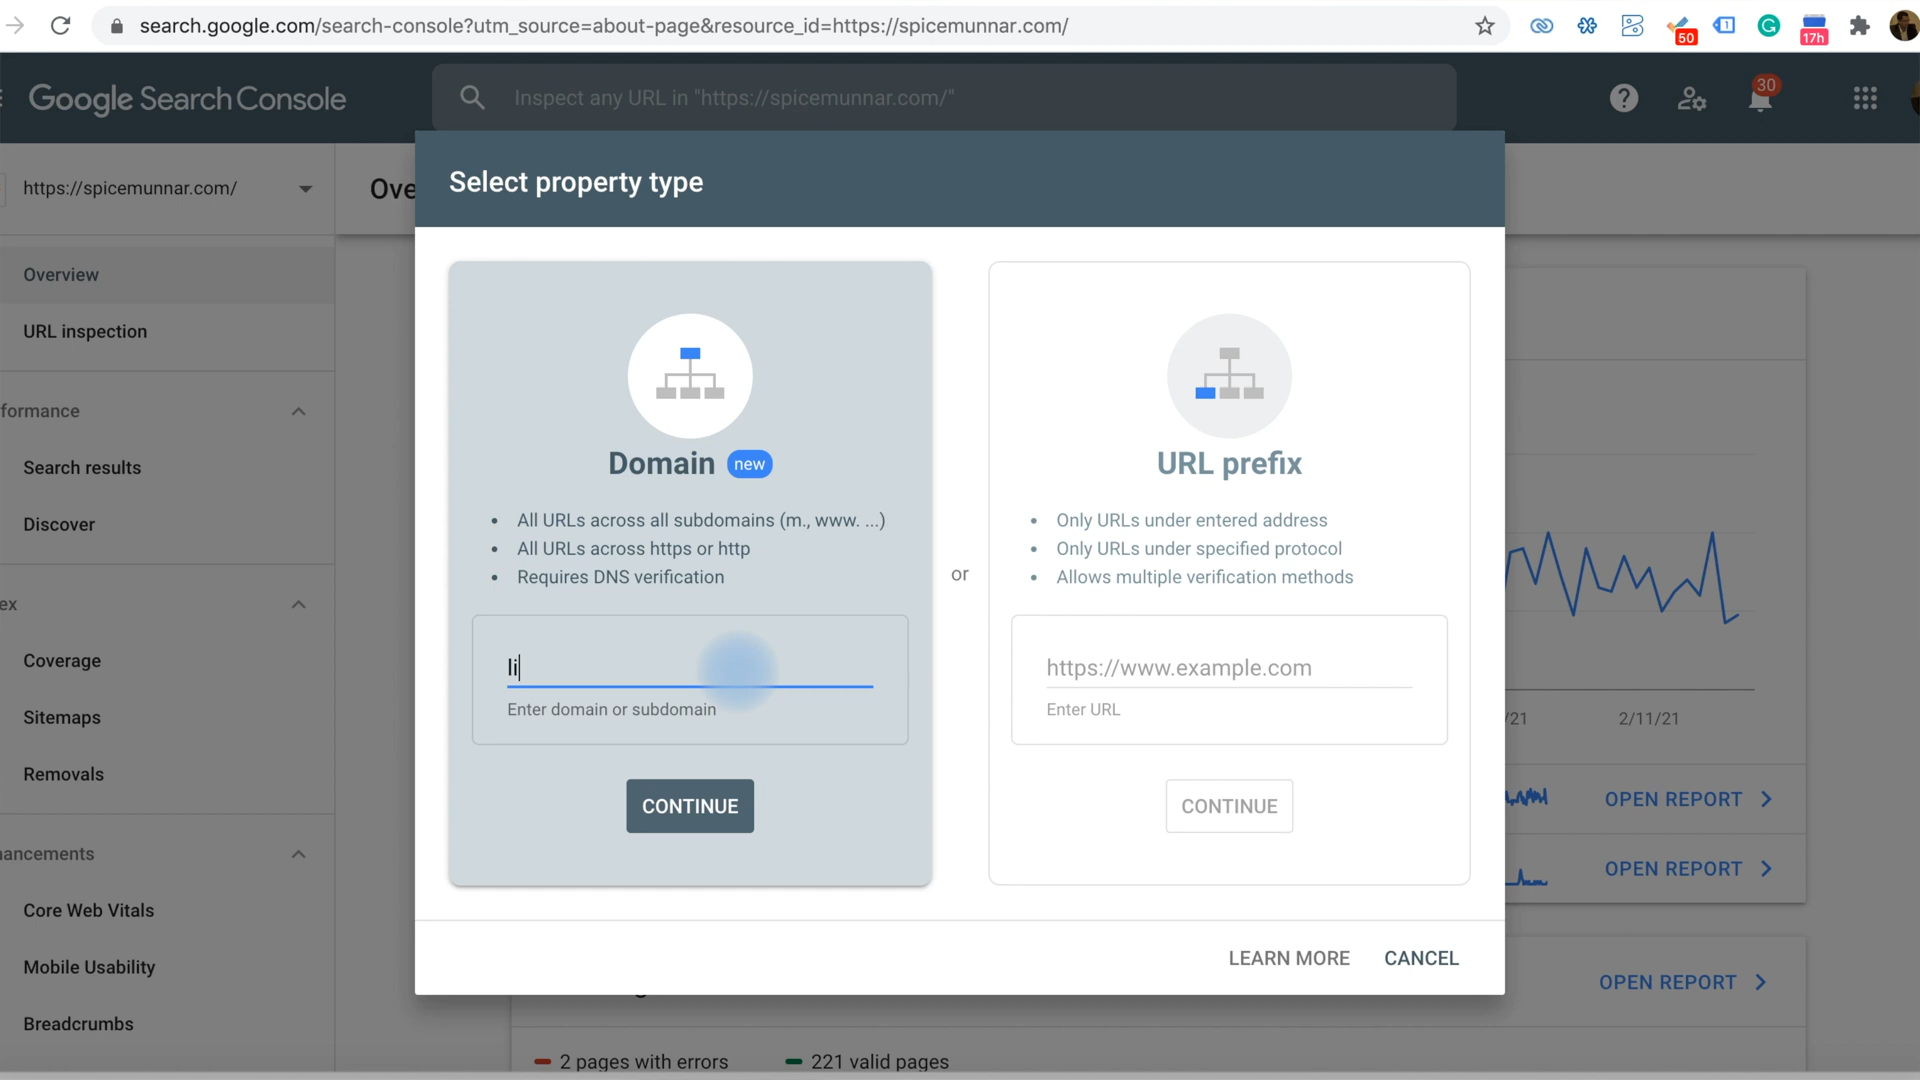 search.google.com/search-console?utm_source=about-page&resource_id=https://spicemunnar.com/
50
1
17h
Google Search Console
Inspect any URL in "https://spicemunnar.com/"
30
https://spicemunnar.com/
Ove
Select property type
Overview
URL inspection
formance
Search results
Discover
ex
Coverage
Sitemaps
Removals
ancements
Core Web Vitals
Mobile Usability
Breadcrumbs
Domain new
• All URLs across all subdomains (m., www. ...)
• All URLs across https or http
• Requires DNS verification
li
Enter domain or subdomain
CONTINUE
or
URL prefix
• Only URLs under entered address
• Only URLs under specified protocol
• Allows multiple verification methods
https://www.example.com
Enter URL
CONTINUE
LEARN MORE CANCEL
/21 2/11/21
OPEN REPORT
OPEN REPORT
OPEN REPORT
2 pages with errors 221 valid pages